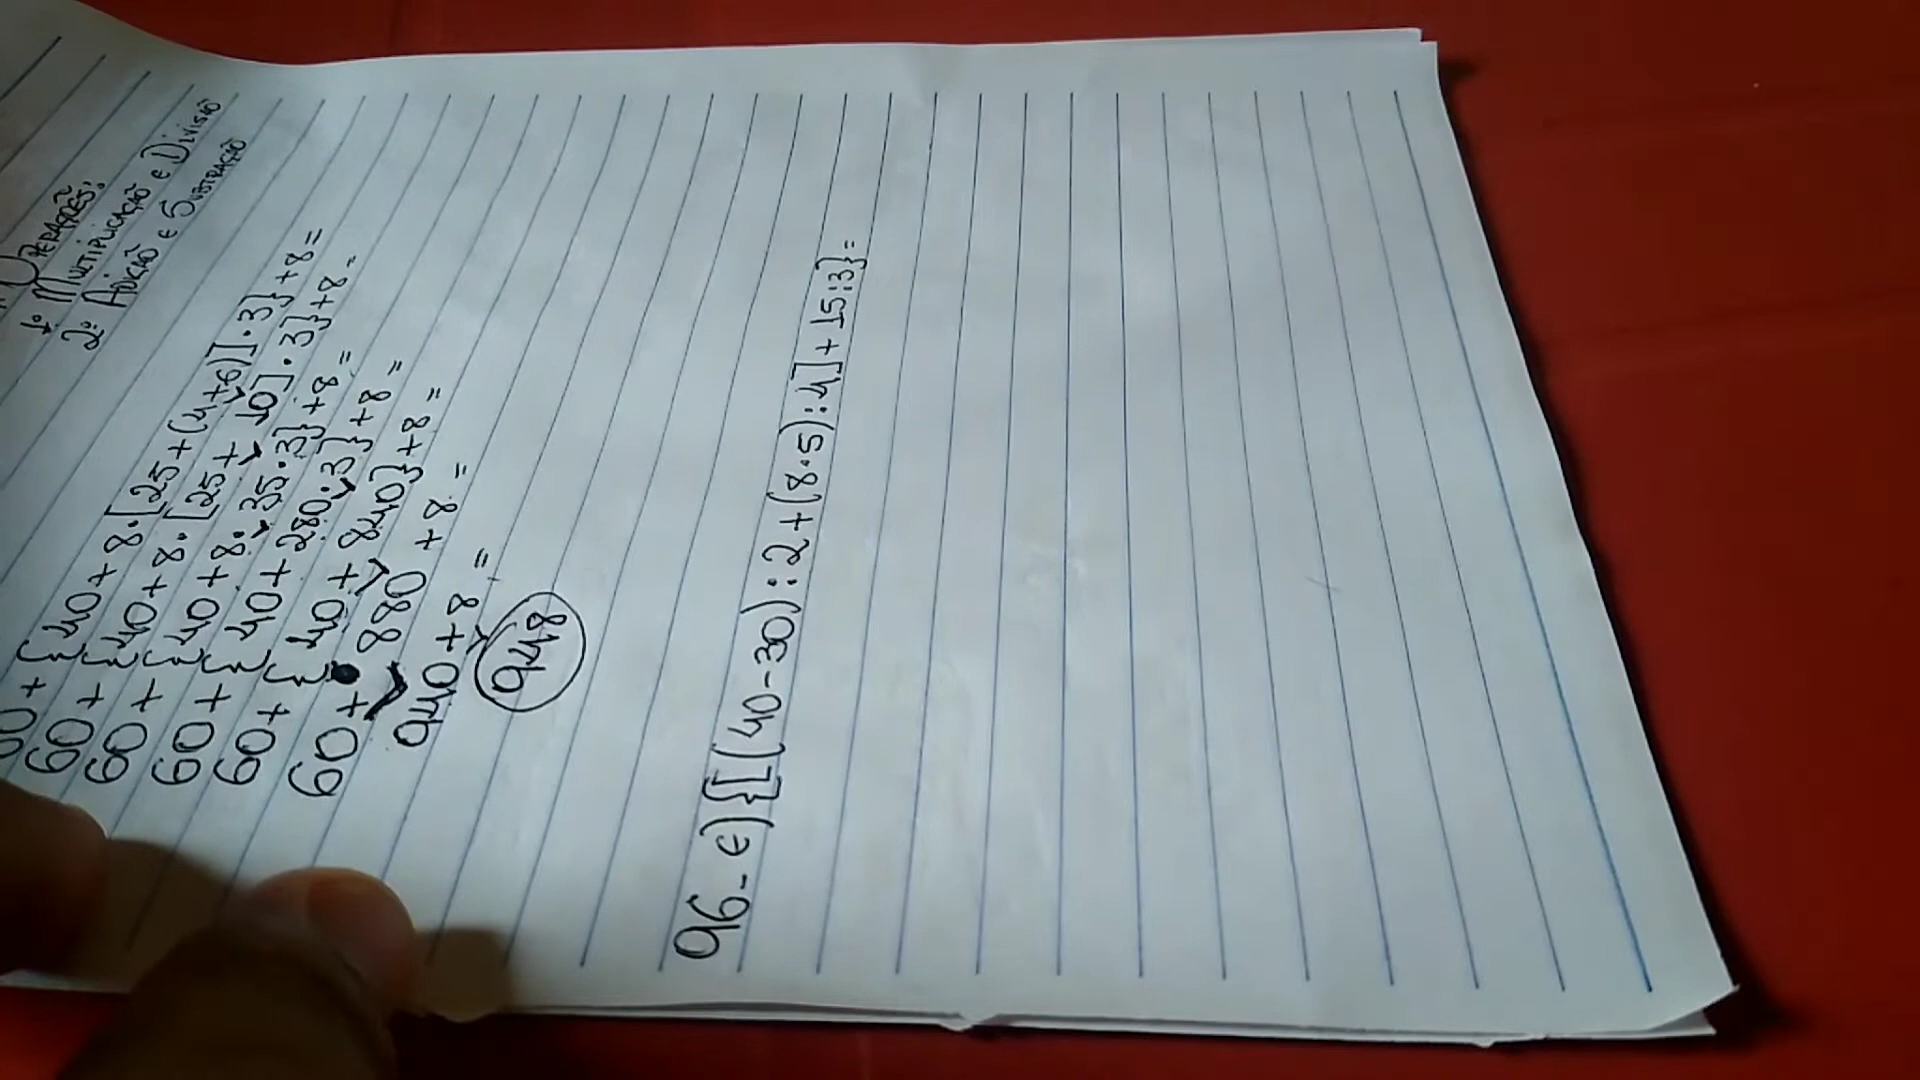 OPERAÇÕES:
1º MULTIPLICAÇÃO E DIVISÃO
2º ADIÇÃO E SUBTRAÇÃO
60 + {40 + 8 . [25 + (4 + 6)] . 3} + 8 =
60 + {40 + 8 . [25 + 10] . 3} + 8 =
60 + {40 + 8 . 35 . 3} + 8 =
60 + {40 + 280 . 3} + 8 =
60 + {40 + 840} + 8 =
60 + 880 + 8 =
940 + 8 =
948
96 - E) {[(40 - 30) : 2 + (8 . 5) : 4] + 15 : 3} =